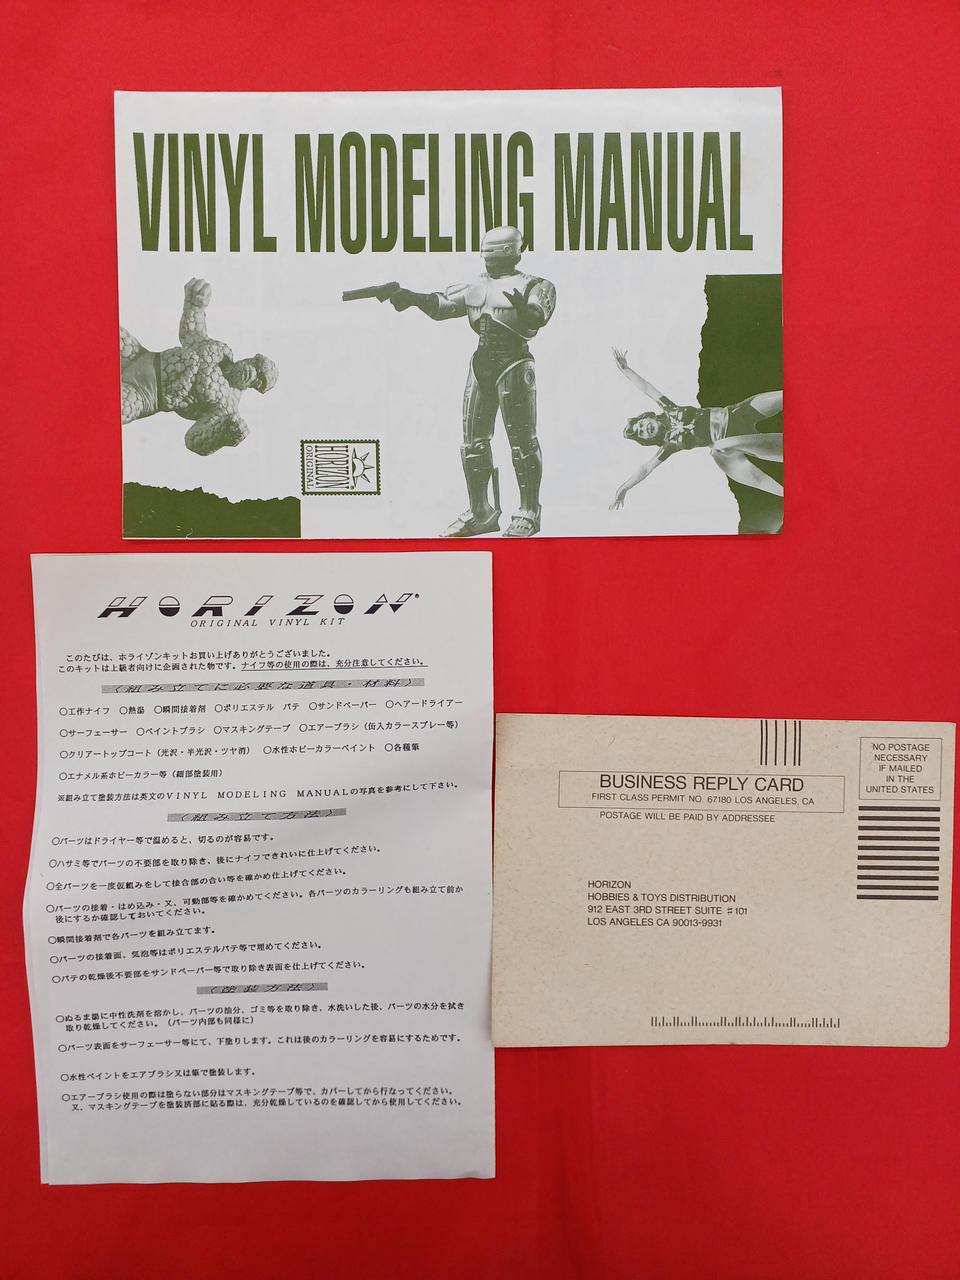 VINYL MODELING MANUAL
HORIZON
ORIGINAL
HORIZON®
ORIGINAL VINYL KIT
このたびは、ホライゾンキットお買い上げありがとうございました。
このキットは上級者向けに企画された物です。ナイフ等の使用の際は、充分注意してください。
(組み立てに必要な道具・材料)
○工作ナイフ ○熱湯 ○瞬間接着剤 ○ポリエステル パテ ○サンドペーパー ○ヘアードライアー
○サーフェーサー ○ペイントブラシ ○マスキングテープ ○エアーブラシ(缶入カラースプレー等)
○クリアートップコート(光沢・半光沢・ツヤ消) ○水性ホビーカラーペイント ○各種筆
○エナメル系ホビーカラー等(細部塗装用)
※組み立て塗装方法は英文のVINYL MODELING MANUALの写真を参考にして下さい。
(組み立て方法)
○パーツはドライヤー等で温めると、切るのが容易です。
○ハサミ等でパーツの不要部を取り除き、後にナイフできれいに仕上げてください。
○全パーツを一度仮組みをして接合部の合い等を確かめ仕上げてください。
○パーツの接着・はめ込み・又、可動部等を確かめてください。各パーツのカラーリングも組み立て前か
後にするか確認しておいてください。
○瞬間接着剤で各パーツを組み立てます。
○パーツの接着面、気泡等はポリエステルパテ等で埋めてください。
○パテの乾燥後不要部をサンドペーパー等で取り除き表面を仕上げてください。
(塗装方法)
○ぬるま湯に中性洗剤を溶かし、パーツの油分、ゴミ等を取り除き、水洗いした後、パーツの水分を拭き
取り乾燥してください。(パーツ内部も同様に)
○パーツ表面をサーフェーサー等にて、下塗りします。これは後のカラーリングを容易にするためです。
○水性ペイントをエアブラシ又は筆で塗装します。
○エアーブラシ使用の際は塗らない部分はマスキングテープ等で、カバーしてから行なってください。
又、マスキングテープを塗装済部に貼る際は、充分乾燥しているのを確認してから使用してください。
NO POSTAGE
NECESSARY
IF MAILED
IN THE
UNITED STATES
BUSINESS REPLY CARD
FIRST CLASS PERMIT NO. 67180 LOS ANGELES, CA
POSTAGE WILL BE PAID BY ADDRESSEE
HORIZON
HOBBIES & TOYS DISTRIBUTION
912 EAST 3RD STREET SUITE #101
LOS ANGELES CA 90013-9931